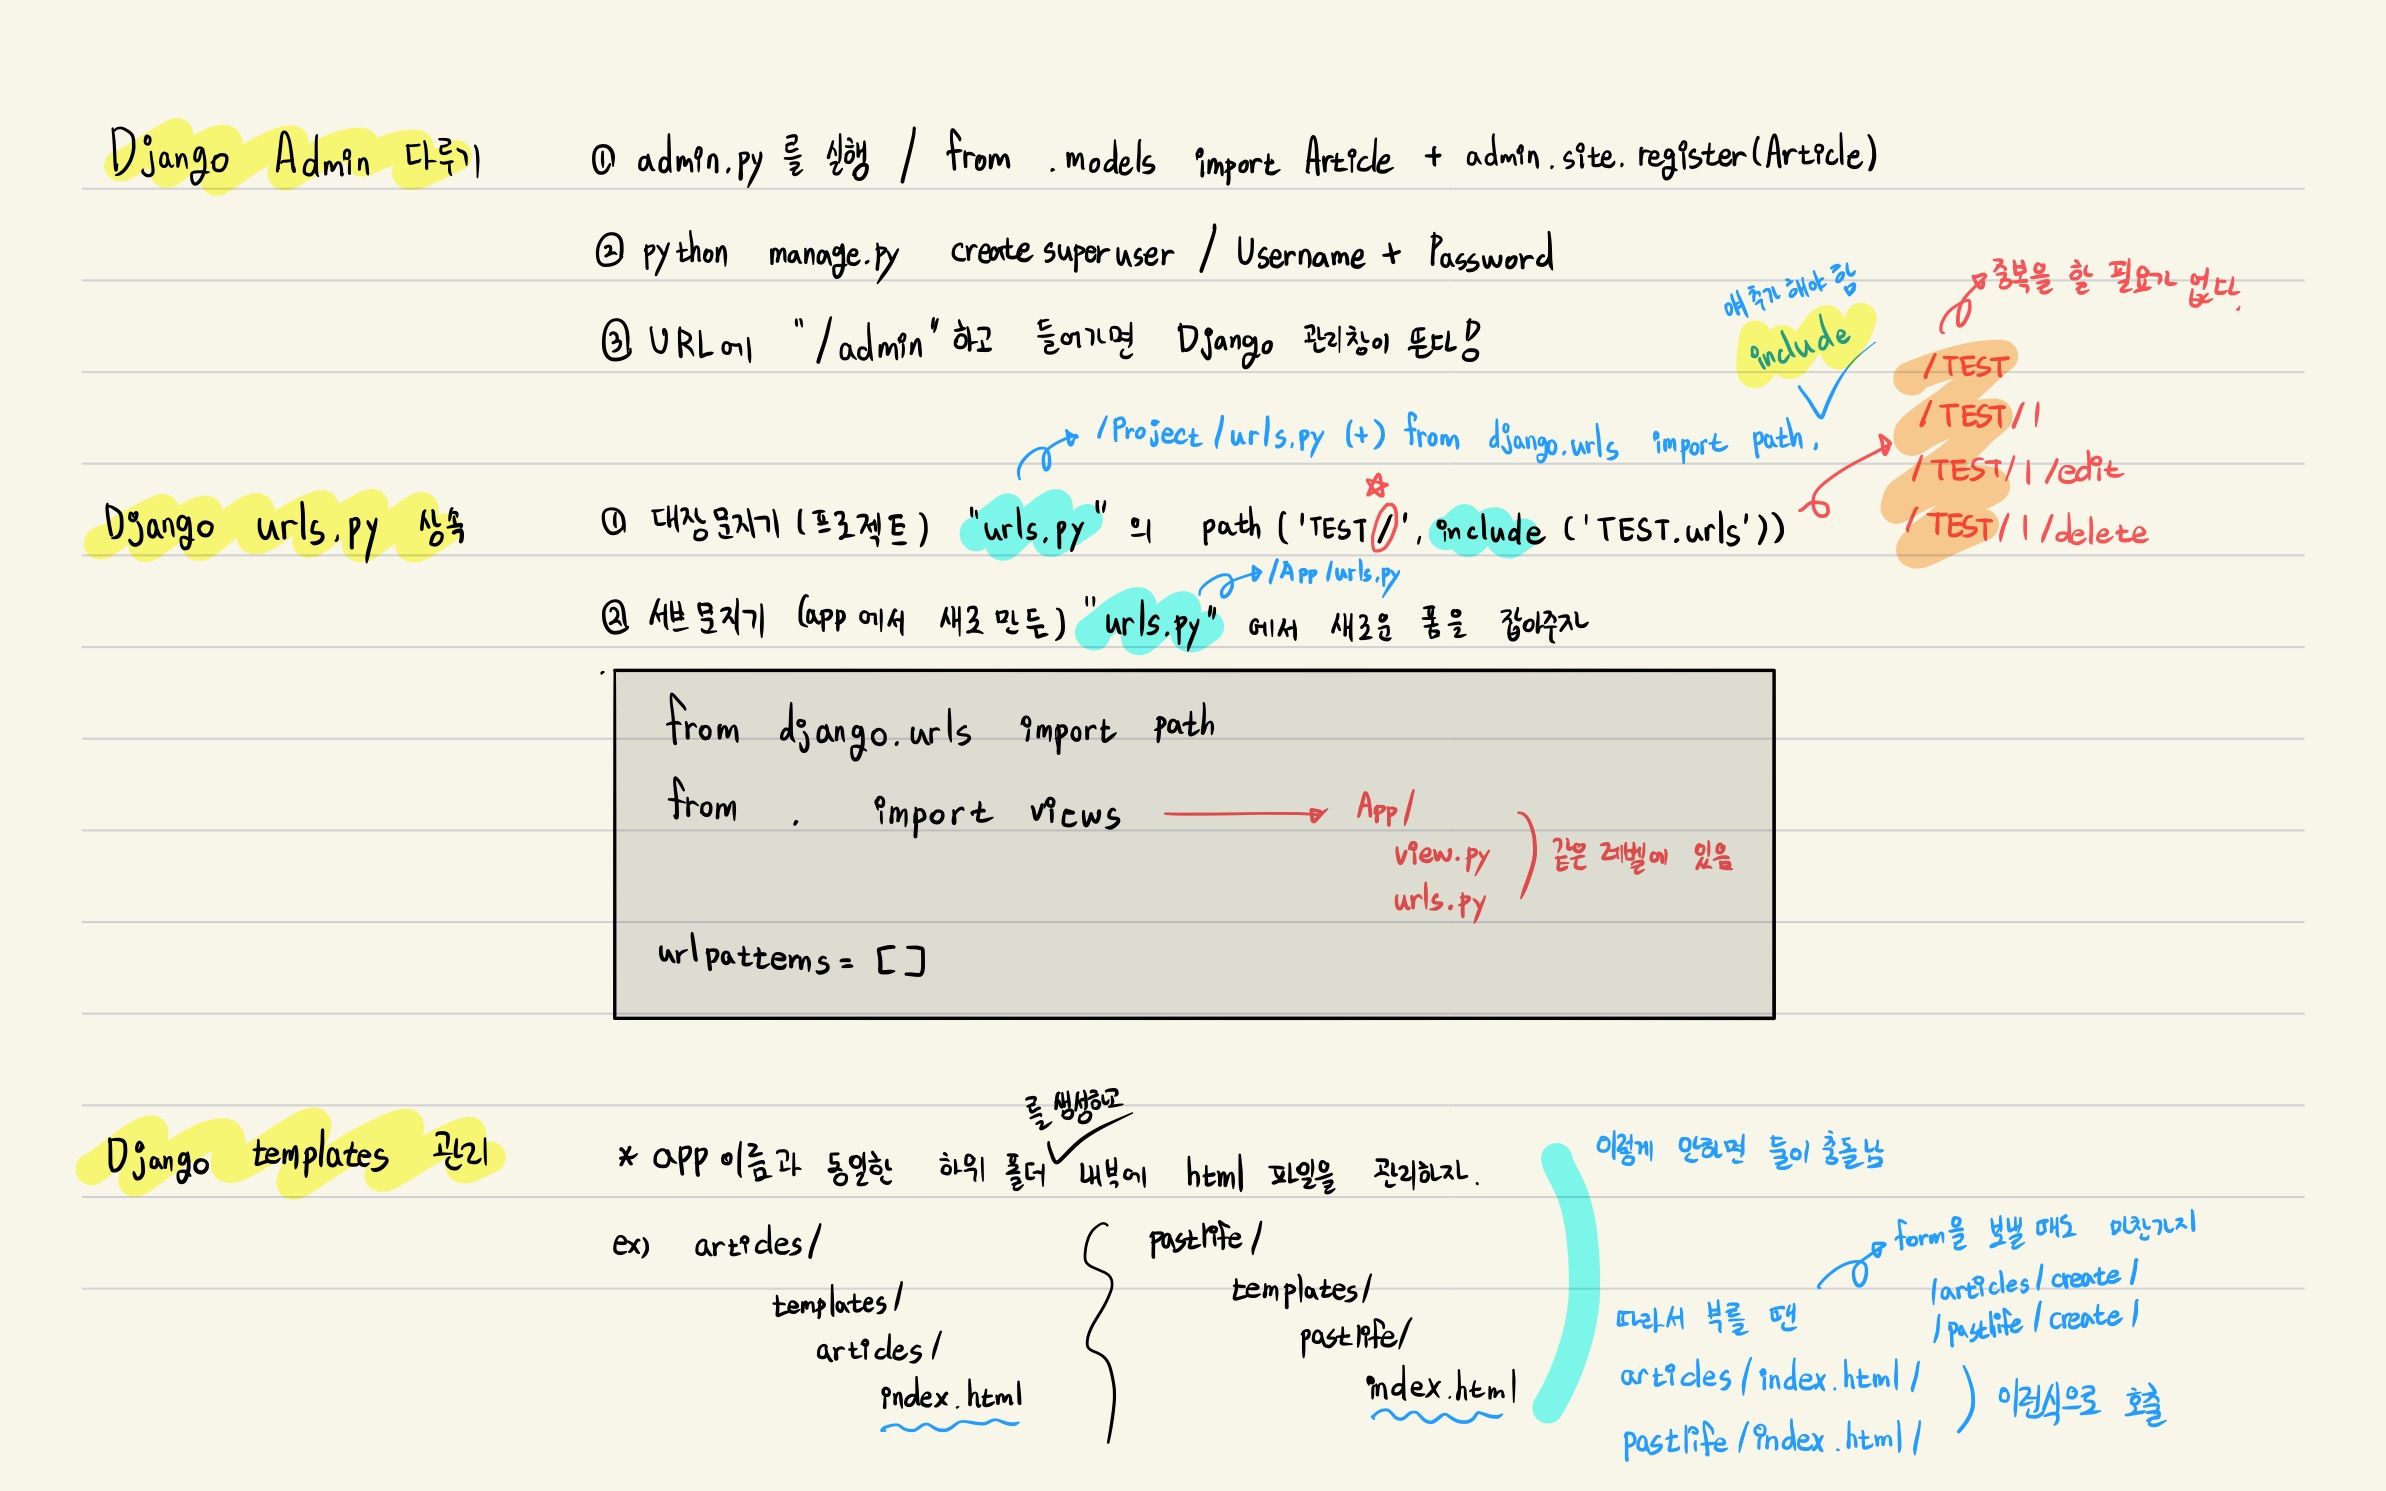 Django Admin 다루기
① admin.py 를 실행 / from .models import Article + admin.site.register(Article)
② python manage.py createsuperuser / Username + Password
③ URL에 "/admin" 하고 들어가면 Django 관리창이 뜬다!
얘 추가해야 함
include
중복을 할 필요가 없다.
/TEST
/TEST/1
/TEST/1/edit
/TEST/1/delete
/Project/urls.py (+) from django.urls import path.
Django urls.py 상속
① 대장문지기 (프로젝트) "urls.py" 의 path ('TEST/', include ('TEST.urls'))
/App/urls.py
② 서브문지기 (app에서 새로 만든) "urls.py" 에서 새로운 폼을 잡아주자
from django.urls import path
from . import views
App/
view.py
urls.py
같은 레벨에 있음
urlpatterns = []
Django templates 관리
를 생성하고
* app이름과 동일한 하위 폴더 내부에 html 파일을 관리하자.
ex) articles/
templates/
articles/
index.html
pastlife/
templates/
pastlife/
index.html
이렇게 안하면 둘이 충돌남
form을 보낼 때도 마찬가지
/articles/create/
/pastlife/create/
따라서 부를 땐
articles/index.html/
pastlife/index.html/
이런식으로 호출